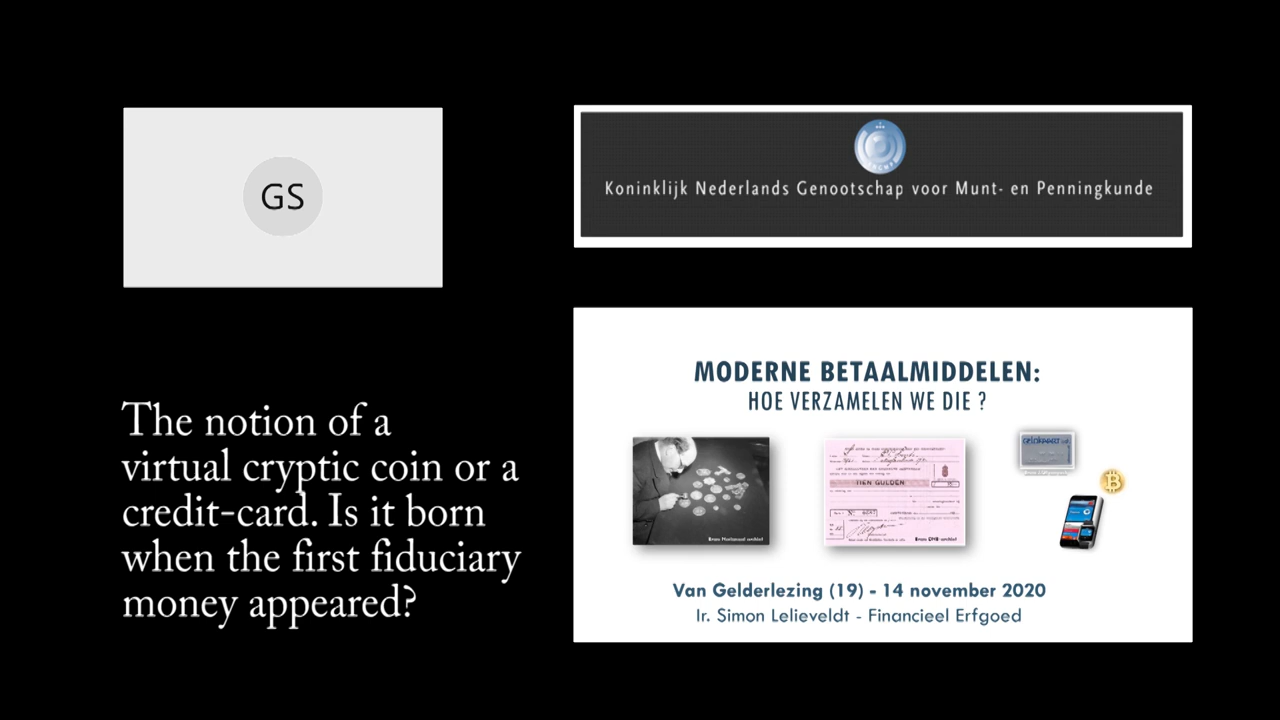 GS
Koninklijk Nederlands Genootschap voor Munt- en Penningkunde
The notion of a
virtual cryptic coin or a
credit-card. Is it born
when the first fiduciary
money appeared?
MODERNE BETAALMIDDELEN:
HOE VERZAMELEN WE DIE ?
TIEN GULDEN
Van Gelderlezing (19) - 14 november 2020
Ir. Simon Lelieveldt - Financieel Erfgoed